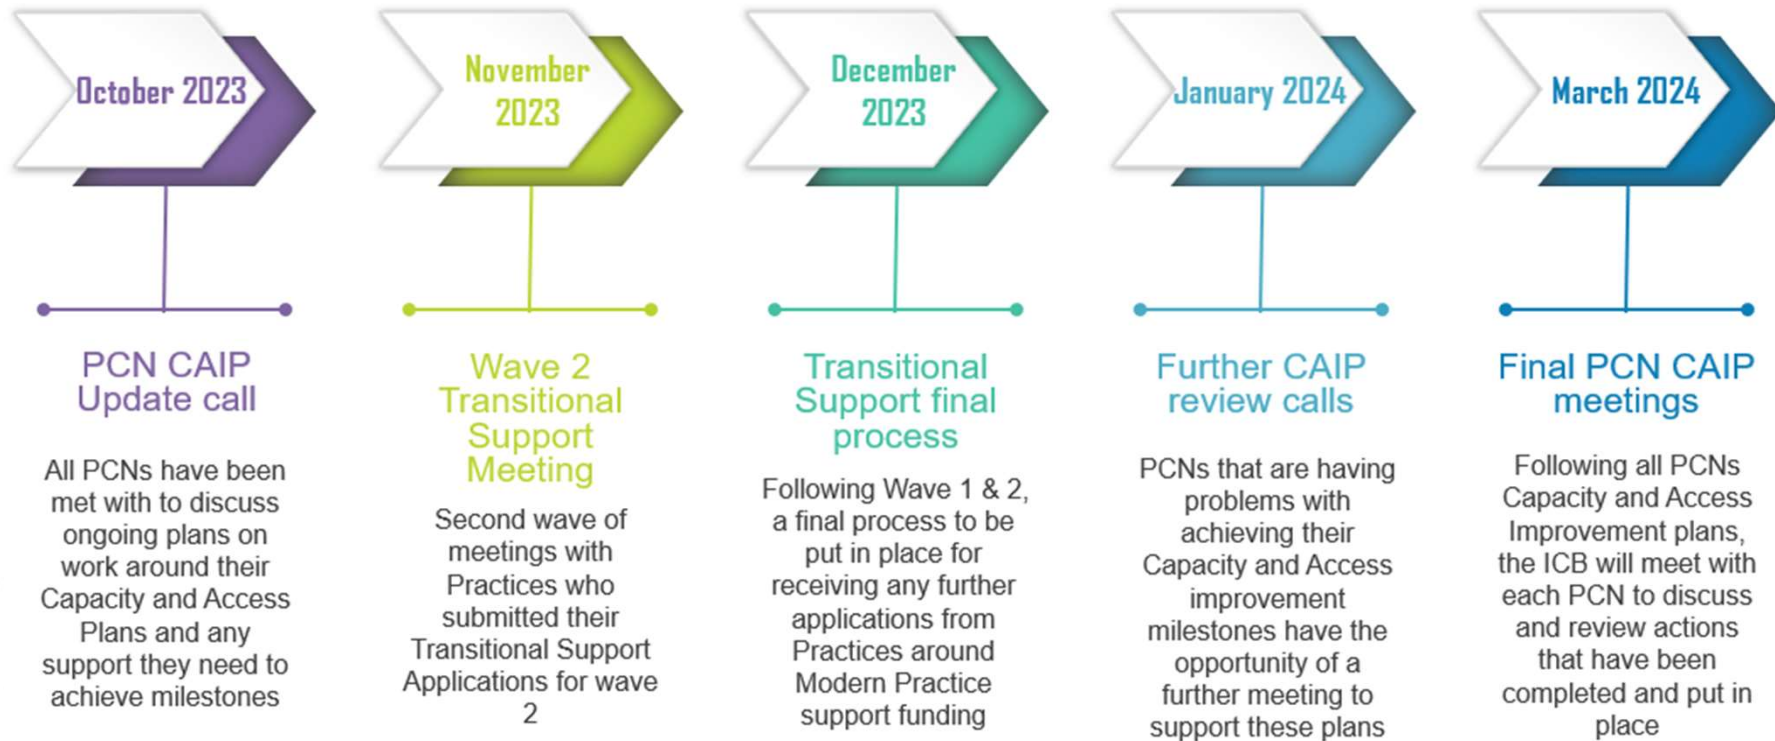 October 2023
PCN CAIP
Update call
All PCNs have been
met with to discuss
ongoing plans on
work around their
Capacity and Access
Plans and any
support they need to
achieve milestones
November
2023
Wave 2
Transitional
Support
Meeting
Second wave of
meetings with
Practices who
submitted their
Transitional Support
Applications for wave
2
December
2023
Transitional
Support final
process
Following Wave 1 & 2,
a final process to be
put in place for
receiving any further
applications from
Practices around
Modern Practice
support funding
January 2024
Further CAIP
review calls
PCNs that are having
problems with
achieving their
Capacity and Access
improvement
milestones have the
opportunity of a
further meeting to
support these plans
March 2024
Final PCN CAIP
meetings
Following all PCNs
Capacity and Access
Improvement plans,
the ICB will meet with
each PCN to discuss
and review actions
that have been
completed and put in
place